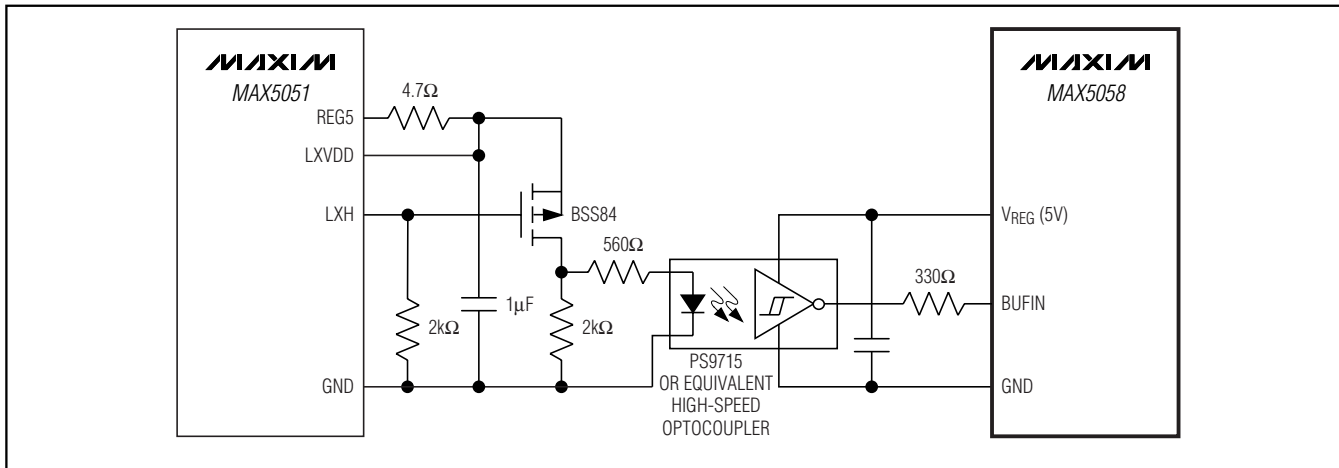 MAXIM
MAX5051
REG5
LXVDD
LXH
GND
4.7Ω
BSS84
560Ω
1µF
2kΩ
2kΩ
PS9715
OR EQUIVALENT
HIGH-SPEED
OPTOCOUPLER
330Ω
MAXIM
MAX5058
VREG (5V)
BUFIN
GND